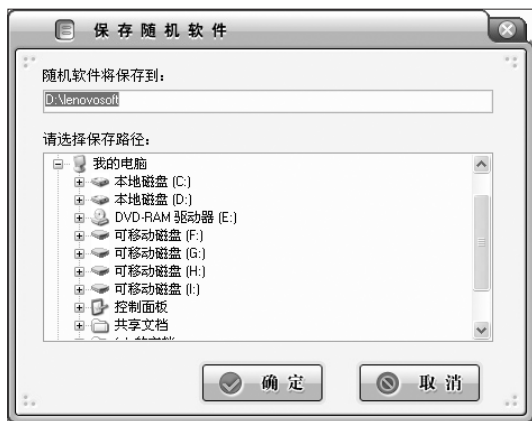 保存随机软件
随机软件将保存到:
D:\lenovosoft
请选择保存路径:
我的电脑
本地磁盘 (C:)
本地磁盘 (D:)
DVD-RAM 驱动器 (E:)
可移动磁盘 (F:)
可移动磁盘 (G:)
可移动磁盘 (H:)
可移动磁盘 (I:)
控制面板
共享文档
确定
取消